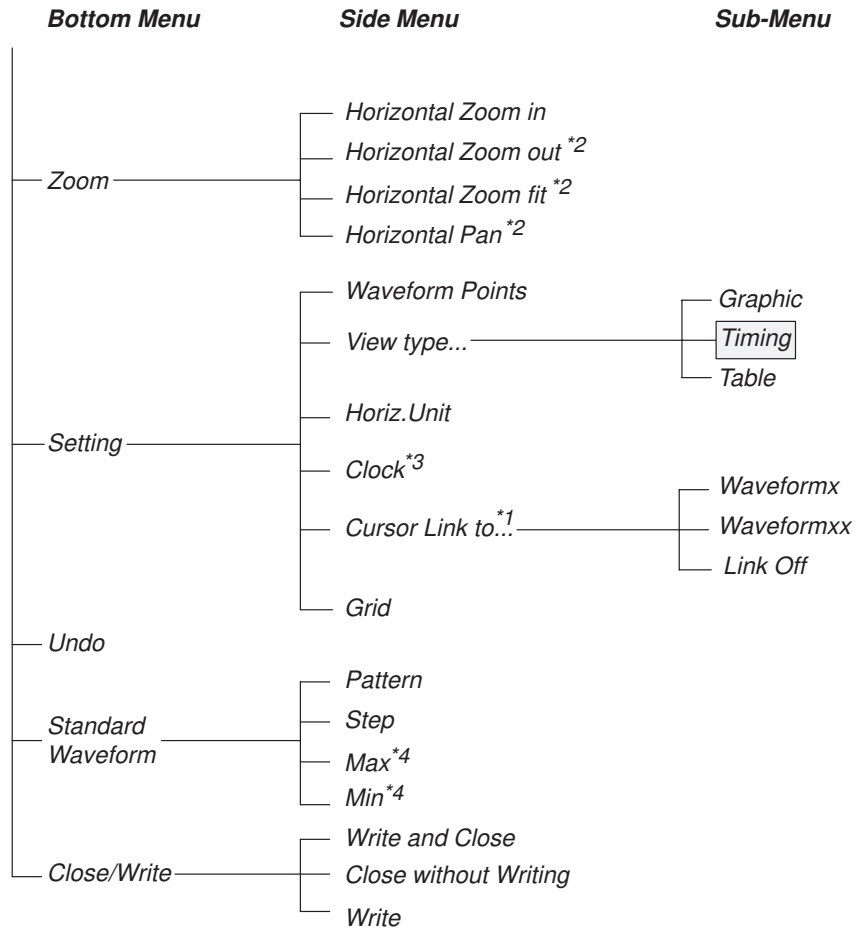 Bottom Menu Side Menu Sub-Menu
Horizontal Zoom in
Horizontal Zoom out *2
Zoom
Horizontal Zoom fit *2
Horizontal Pan *2
Waveform Points
Graphic
View type...
Timing
Table
Horiz.Unit
Setting
Clock*3
Waveformx
Cursor Link to...*1
Waveformxx
Link Off
Grid
Undo
Pattern
Standard
Waveform
Step
Max*4
Min*4
Write and Close
Close/Write
Close without Writing
Write